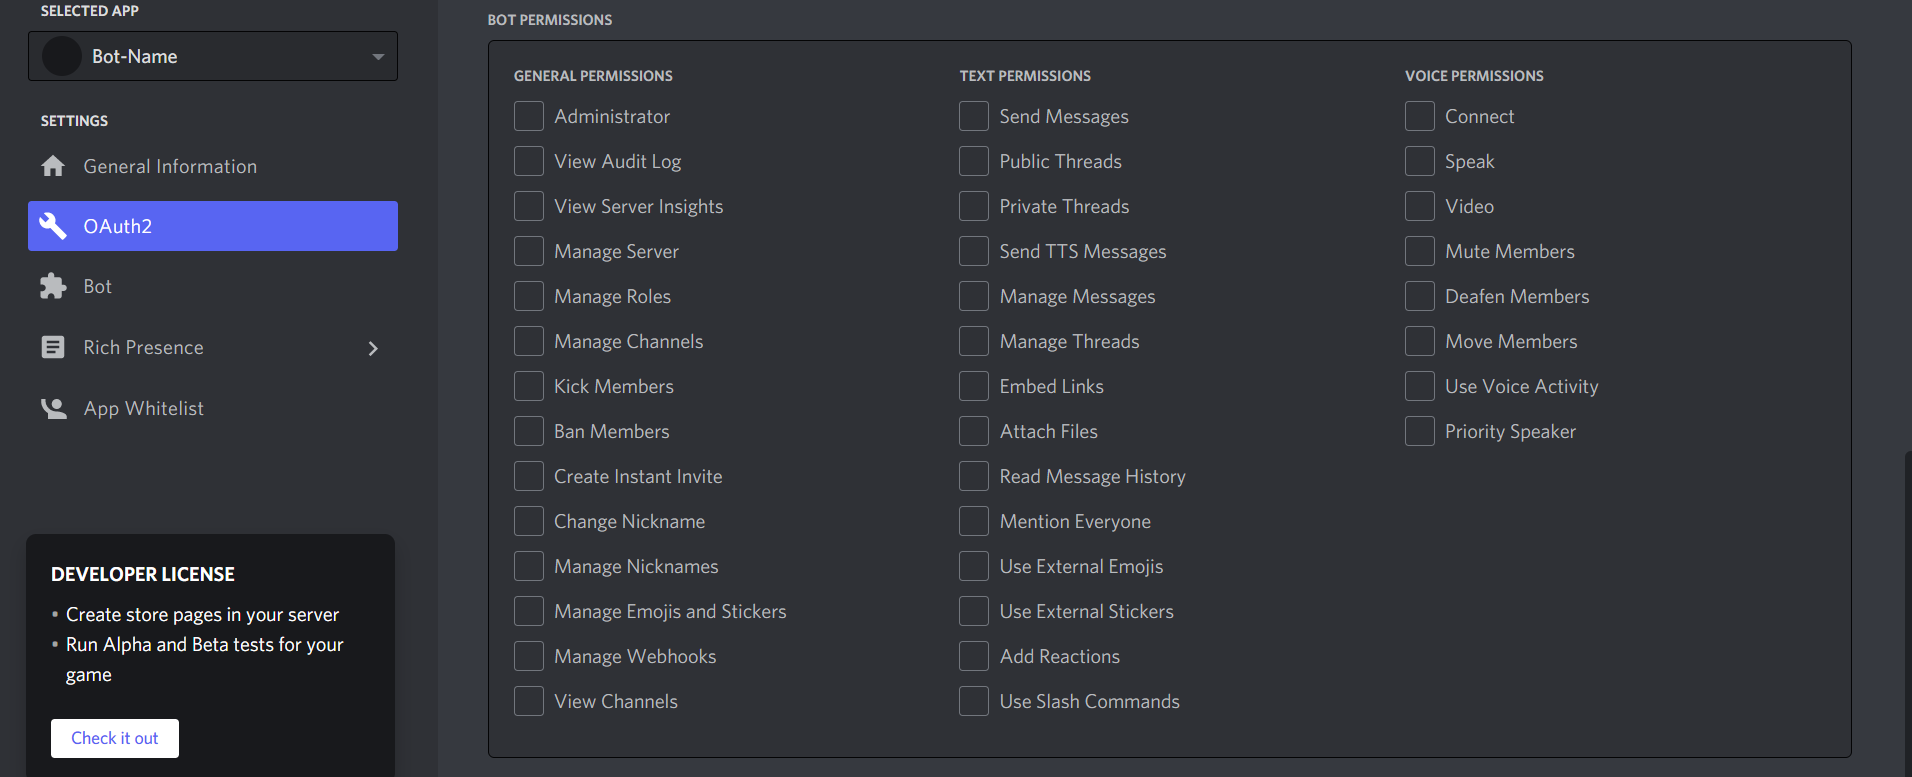 SELECTED APP
Bot-Name
SETTINGS
General Information
OAuth2
Bot
Rich Presence
App Whitelist
DEVELOPER LICENSE
• Create store pages in your server
• Run Alpha and Beta tests for your
game
Check it out
BOT PERMISSIONS
GENERAL PERMISSIONS
Administrator
View Audit Log
View Server Insights
Manage Server
Manage Roles
Manage Channels
Kick Members
Ban Members
Create Instant Invite
Change Nickname
Manage Nicknames
Manage Emojis and Stickers
Manage Webhooks
View Channels
TEXT PERMISSIONS
Send Messages
Public Threads
Private Threads
Send TTS Messages
Manage Messages
Manage Threads
Embed Links
Attach Files
Read Message History
Mention Everyone
Use External Emojis
Use External Stickers
Add Reactions
Use Slash Commands
VOICE PERMISSIONS
Connect
Speak
Video
Mute Members
Deafen Members
Move Members
Use Voice Activity
Priority Speaker